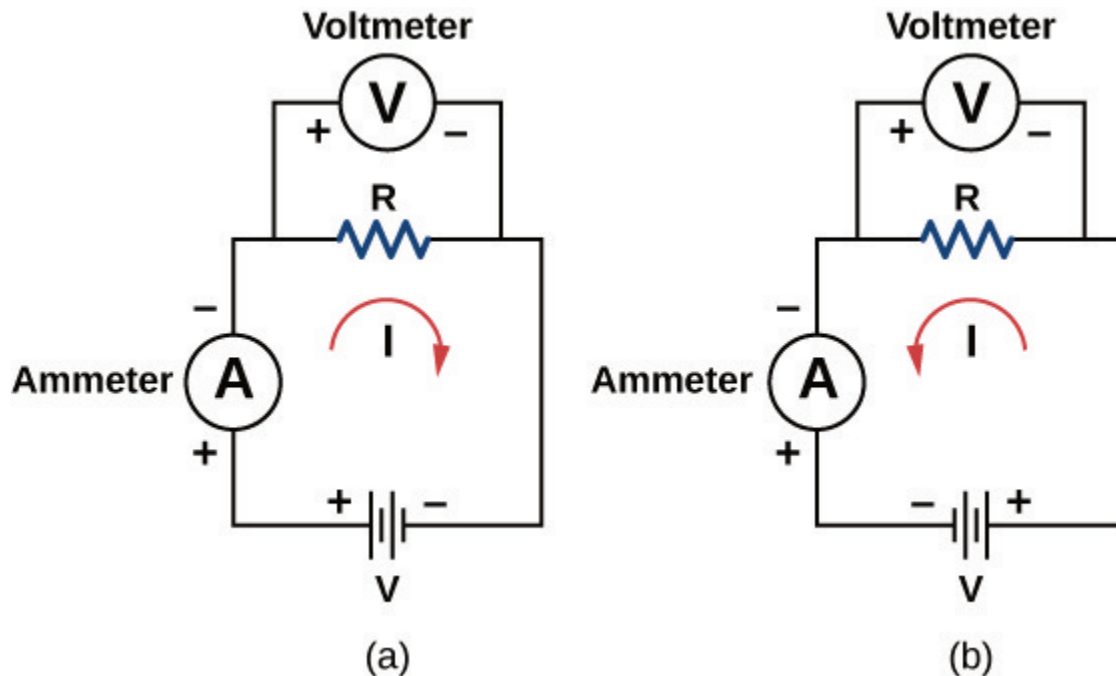 Voltmeter
V
+ −
R
−
I
Ammeter A
+
+ −
V
(a)
Voltmeter
V
+ −
R
−
I
Ammeter A
+
− +
V
(b)